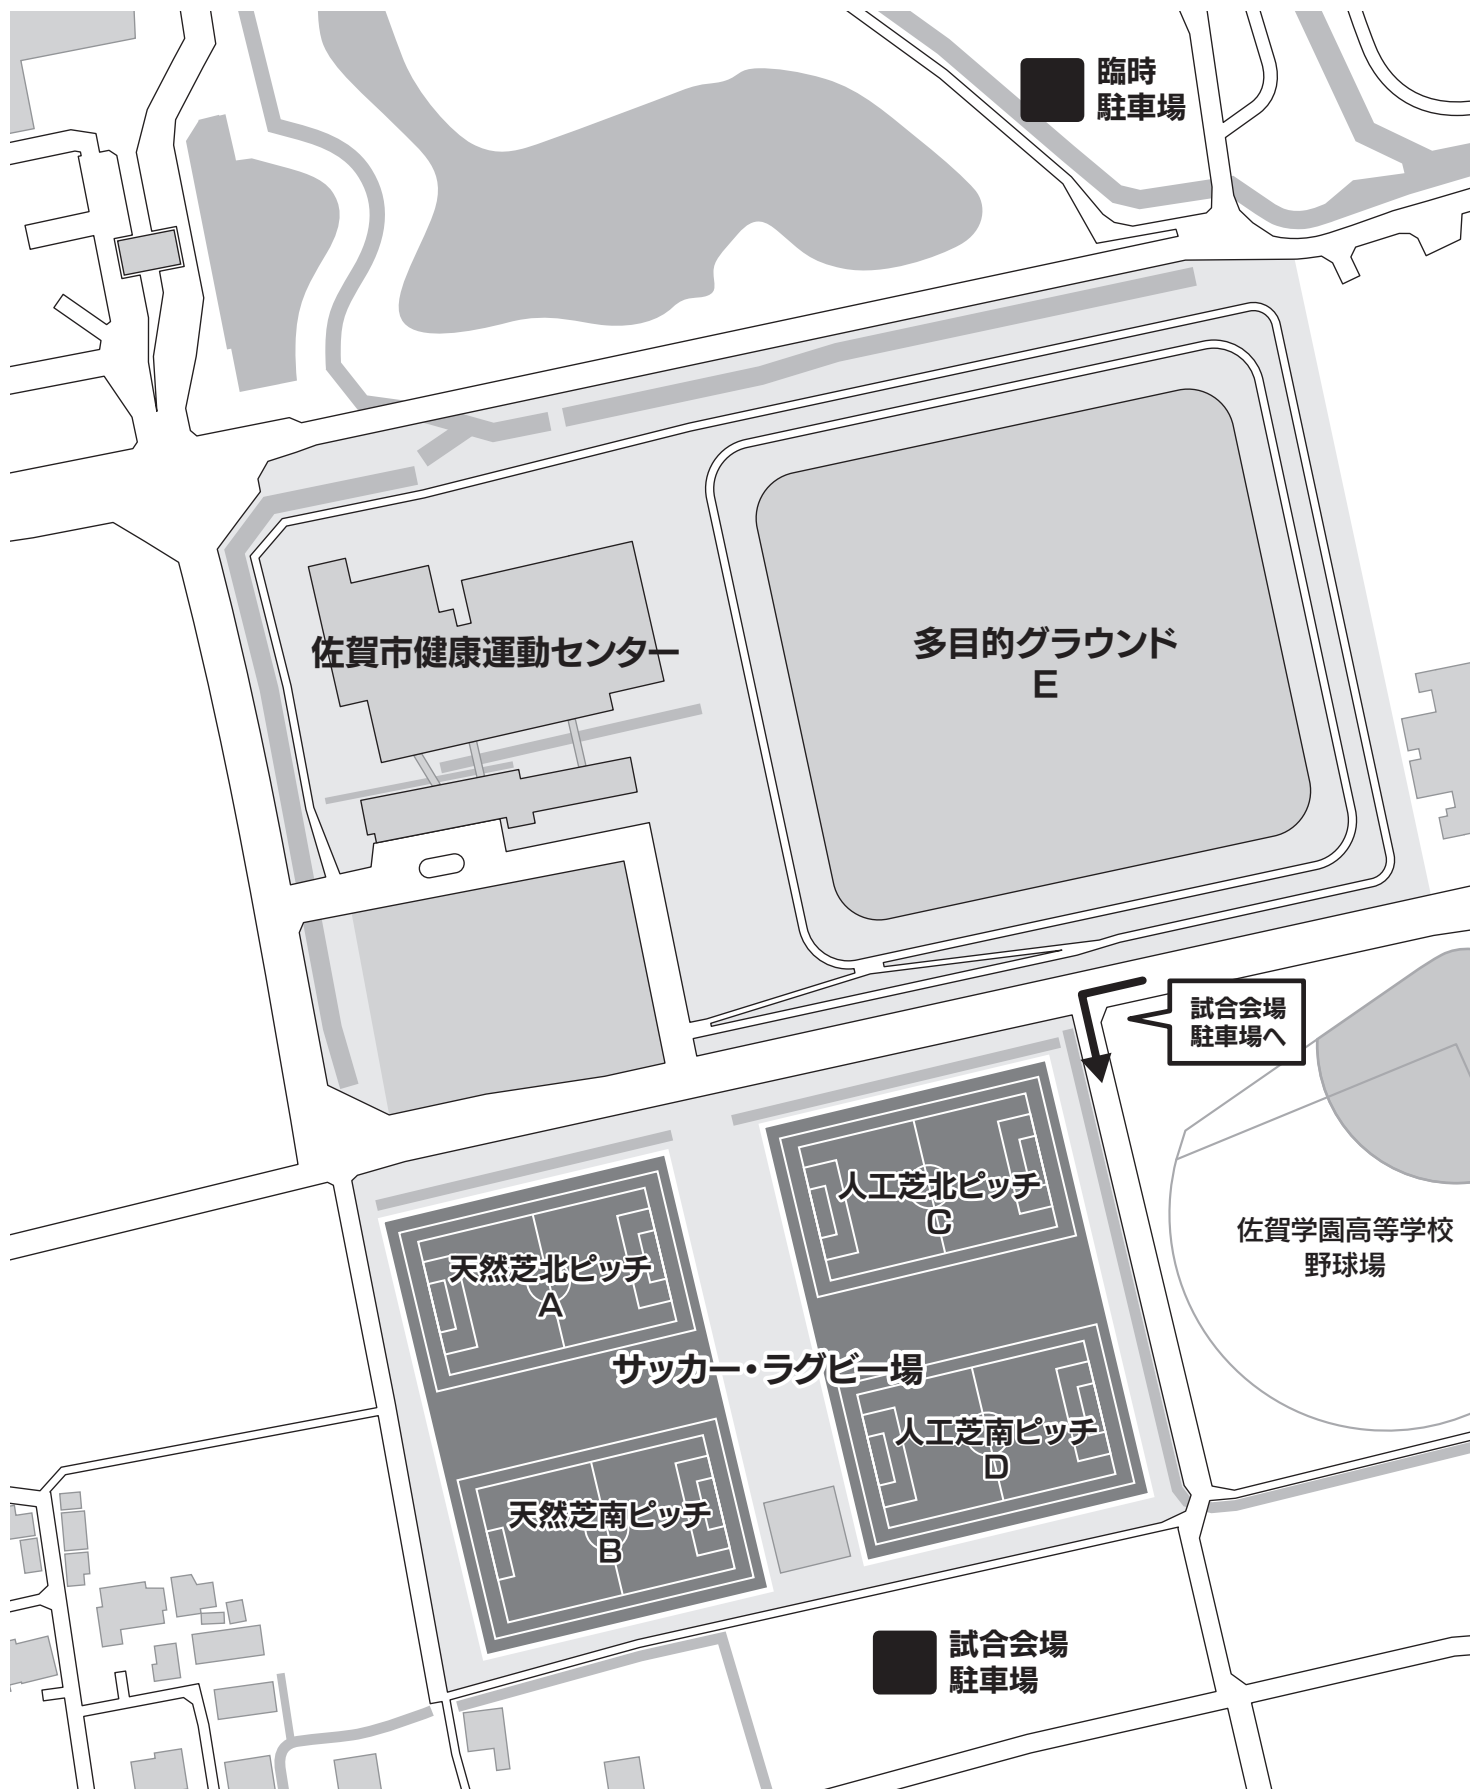 臨時
駐車場
佐賀市健康運動センター
多目的グラウンド
E
試合会場
駐車場へ
人工芝北ピッチ
C
佐賀学園高等学校
野球場
天然芝北ピッチ
A
サッカー・ラグビー場
人工芝南ピッチ
D
天然芝南ピッチ
B
試合会場
駐車場